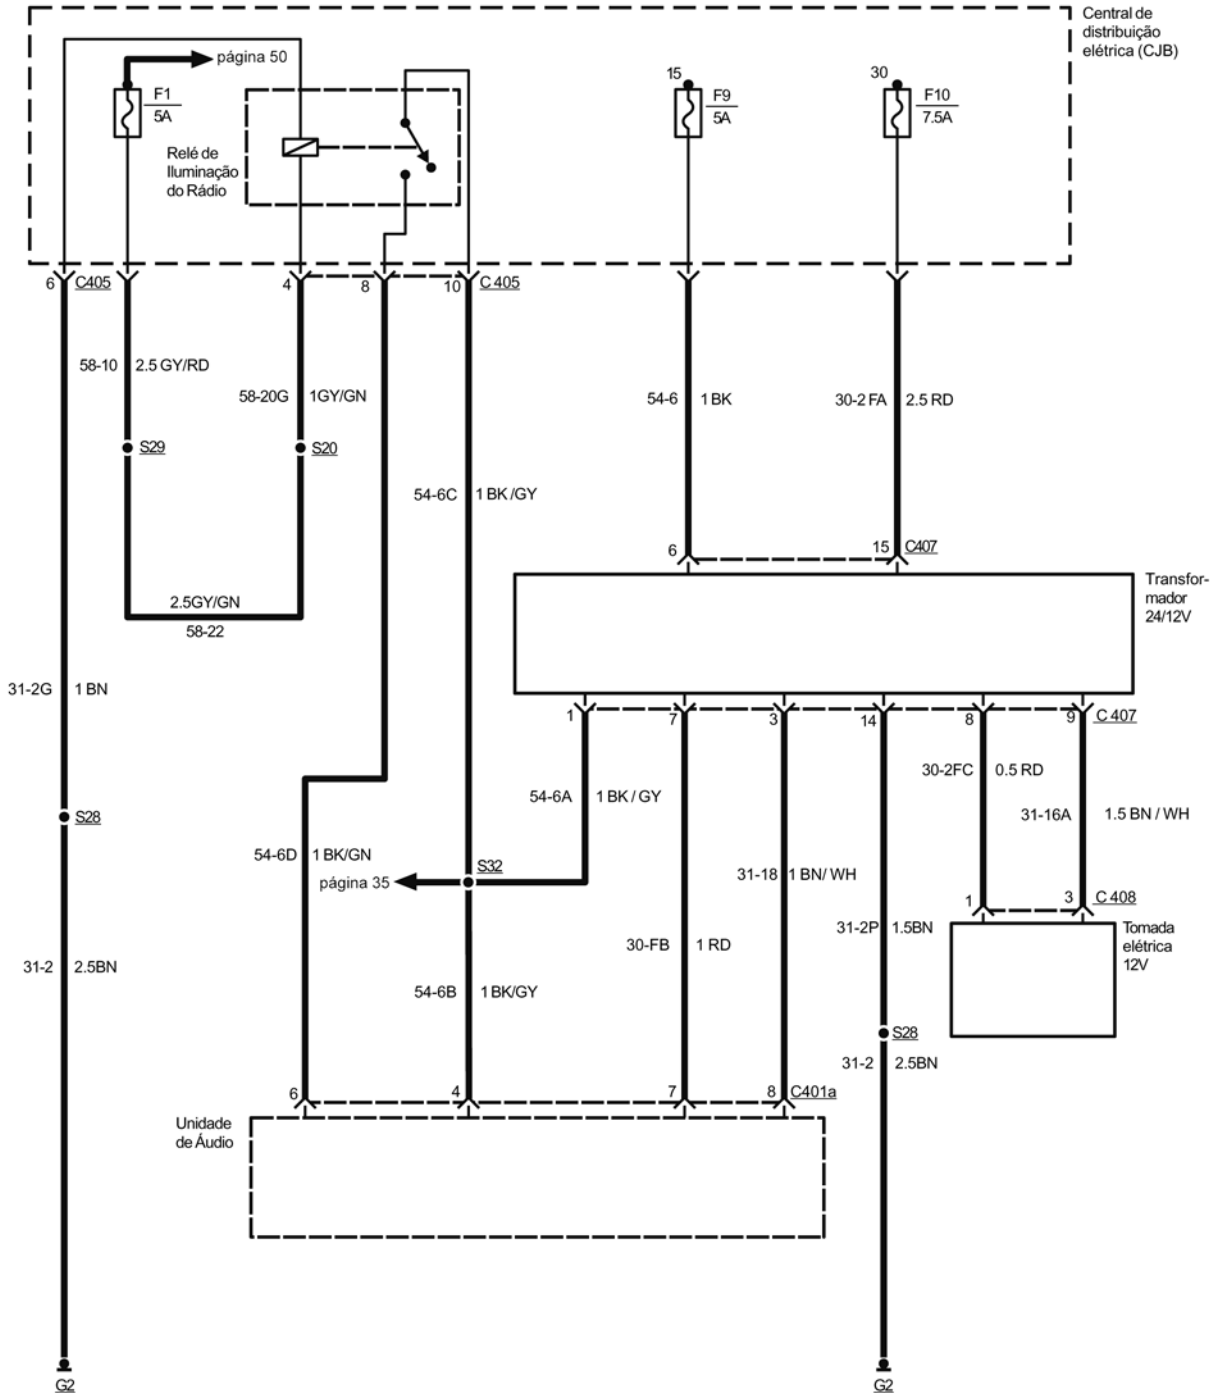 Central de
distribuição
elétrica (CJB)
página 50
F1
5A
15
F9
5A
30
F10
7.5A
Relé de
Iluminação
do Rádio
6 C405
4
8
10 C 405
58-10 2.5 GY/RD
58-20G 1GY/GN
54-6 1 BK
30-2 FA 2.5 RD
S29
S20
54-6C 1 BK /GY
6
15 C407
Transfor-
mador
24/12V
2.5GY/GN
58-22
31-2G 1 BN
1
7
3
14
8
9 C 407
30-2FC 0.5 RD
54-6A 1 BK / GY
31-16A 1.5 BN / WH
S28
54-6D 1 BK/GN
S32
página 35
31-18 1 BN/ WH
1
3 C 408
31-2P 1.5BN
Tomada
elétrica
12V
30-FB 1 RD
31-2 2.5BN
54-6B 1 BK/GY
S28
31-2 2.5BN
6
4
7
8 C401a
Unidade
de Áudio
G2
G2